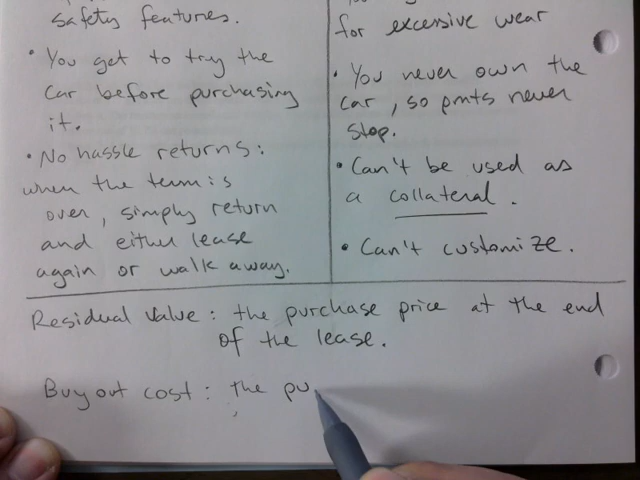 safety features.
• You get to try the
car before purchasing
it.
• No hassle returns:
when the term is
over, simply return
and either lease
again or walk away.
for excessive wear
• You never own the
car, so pmts never
stop.
• Can't be used as
a collateral.
• Can't customize.
Residual value: the purchase price at the end
of the lease.
Buy out cost: the pu